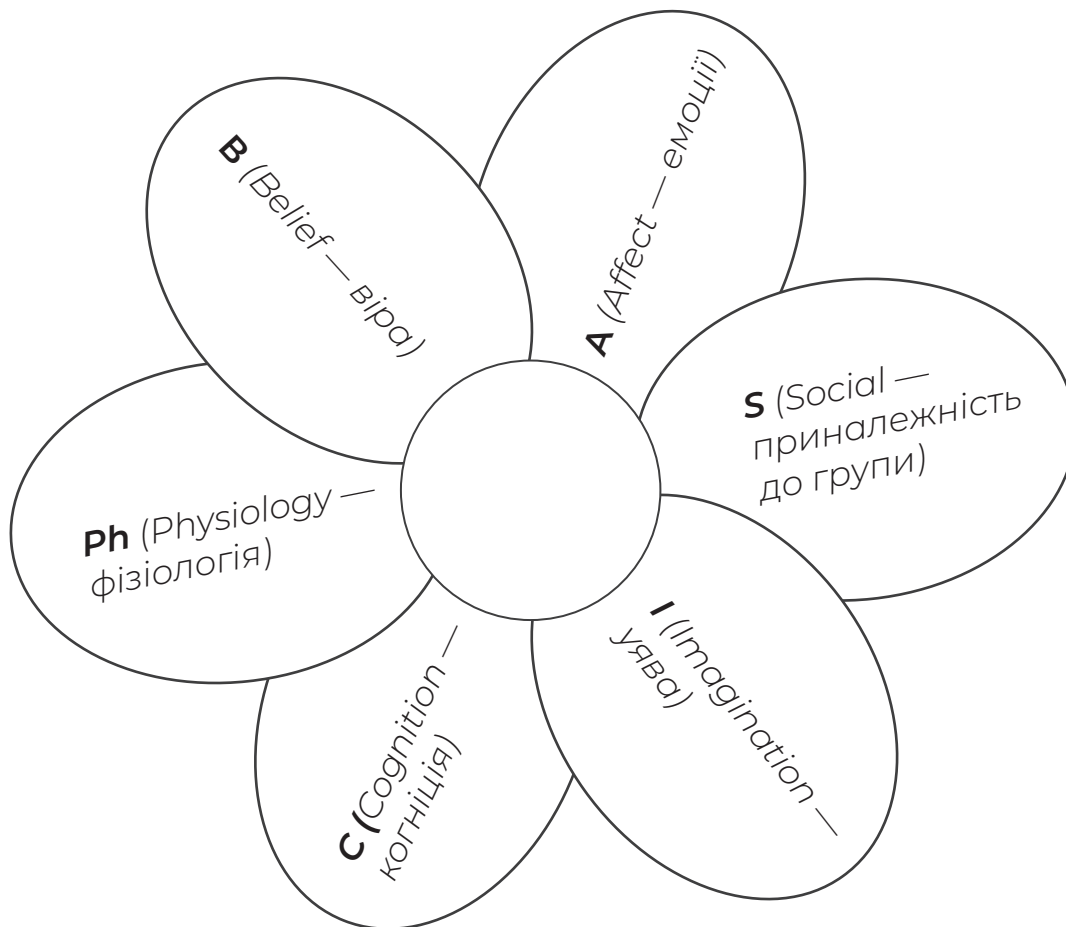 B (Belief — віра)
A (Affect — емоції)
S (Social —
приналежність
до групи)
I (Imagination —
уява)
C (Cognition —
когніція)
Ph (Physiology —
фізіологія)